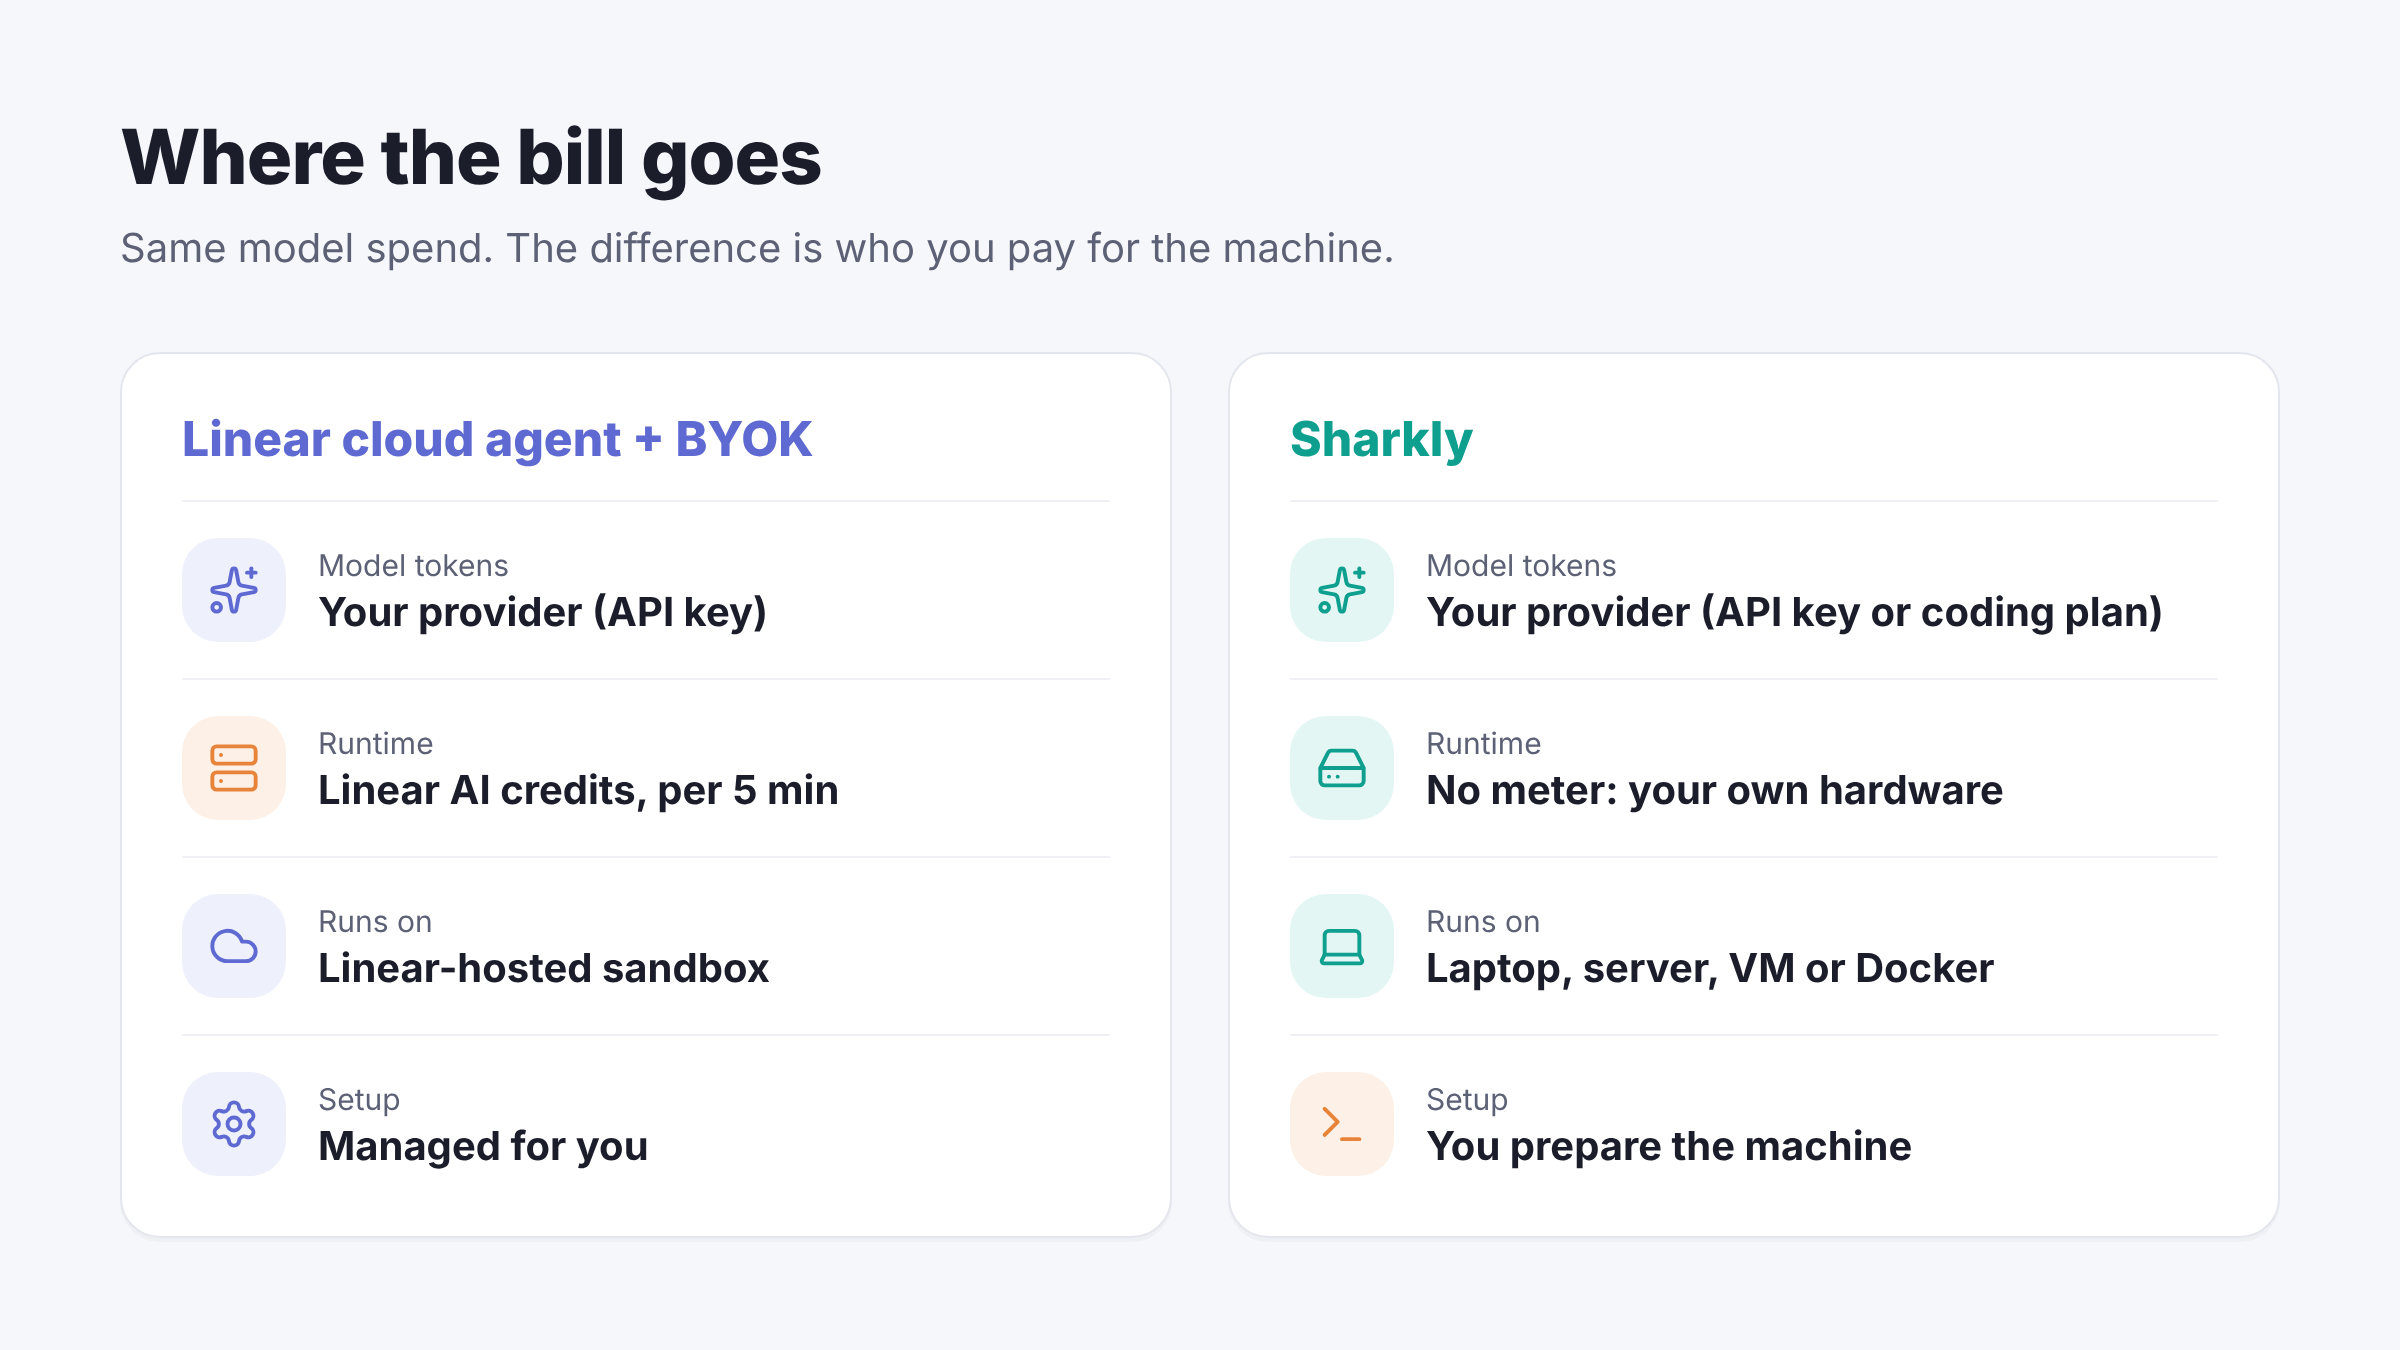 Where the bill goes
Same model spend. The difference is who you pay for the machine.
Linear cloud agent + BYOK
Model tokens
Your provider (API key)
Runtime
Linear AI credits, per 5 min
Runs on
Linear-hosted sandbox
Setup
Managed for you
Sharkly
Model tokens
Your provider (API key or coding plan)
Runtime
No meter: your own hardware
Runs on
Laptop, server, VM or Docker
Setup
You prepare the machine